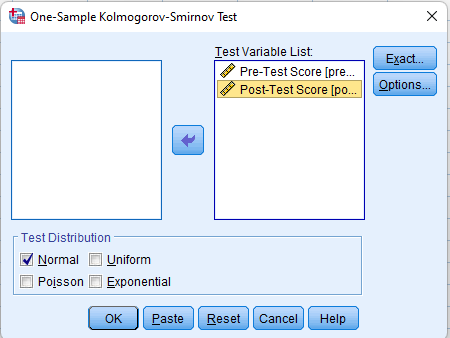 One-Sample Kolmogorov-Smirnov Test
Test Variable List:
Pre-Test Score [pre...
Post-Test Score [po...
Exact...
Options...
Test Distribution
Normal Uniform
Poisson Exponential
OK Paste Reset Cancel Help